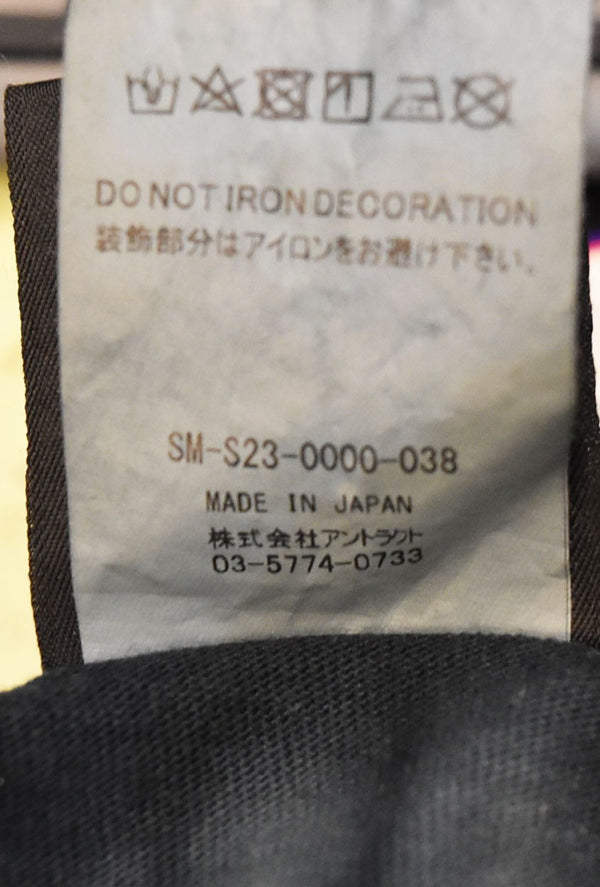 DO NOT IRON DECORATION
装飾部分はアイロンをお避け下さい。
SM-S23-0000-038
MADE IN JAPAN
株式会社アントラクト
03-5774-0733